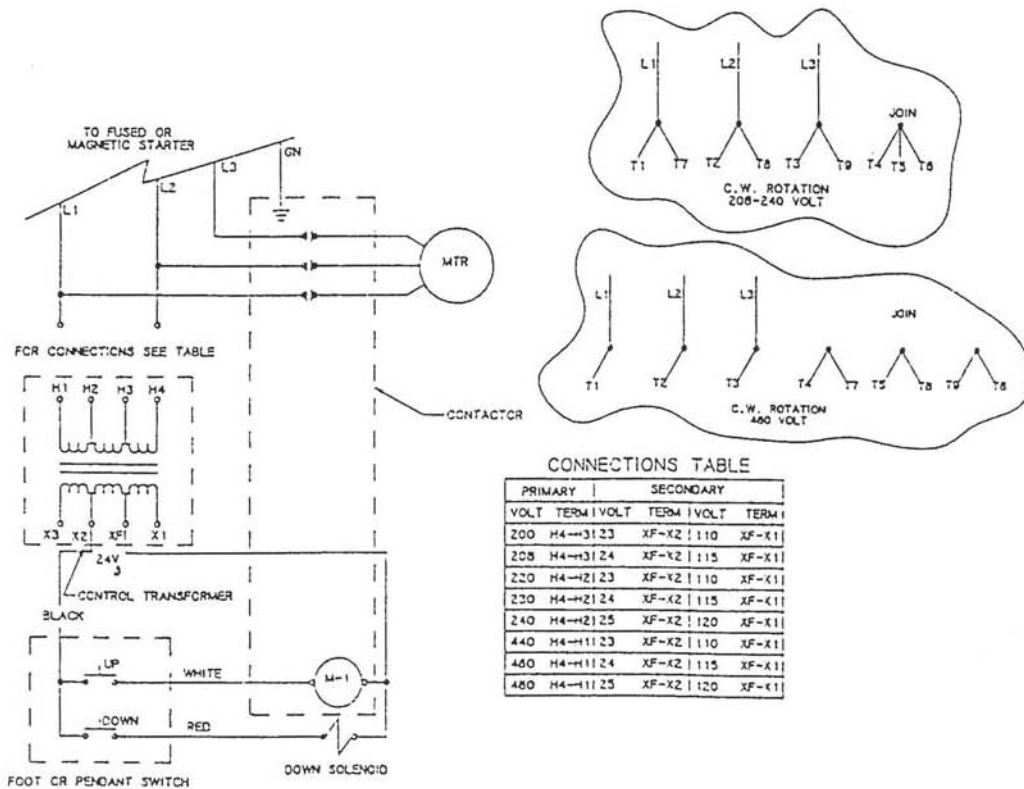 TO FUSED OR
MAGNETIC STARTER
L1
L2
L3
GN
MTR
FOR CONNECTIONS SEE TABLE
H1 H2 H3 H4
X3 X2 XF X1
24V
CONTROL TRANSFORMER
CONTACTOR
BLACK
UP
WHITE
M-1
DOWN
RED
DOWN SOLENOID
FOOT OR PENDANT SWITCH
L1 L2 L3
JOIN
T1 T7 T2 T8 T3 T9 T4 T5 T6
C.W. ROTATION
208-240 VOLT
L1 L2 L3
JOIN
T1 T2 T3 T4 T7 T5 T8 T9 T6
C.W. ROTATION
460 VOLT
CONNECTIONS TABLE
PRIMARY SECONDARY
VOLT TERM VOLT TERM VOLT TERM
200 H4-H3 23 XF-X2 110 XF-X1
208 H4-H3 24 XF-X2 115 XF-X1
220 H4-H2 23 XF-X2 110 XF-X1
230 H4-H2 24 XF-X2 115 XF-X1
240 H4-H2 25 XF-X2 120 XF-X1
440 H4-H1 23 XF-X2 110 XF-X1
460 H4-H1 24 XF-X2 115 XF-X1
480 H4-H1 25 XF-X2 120 XF-X1